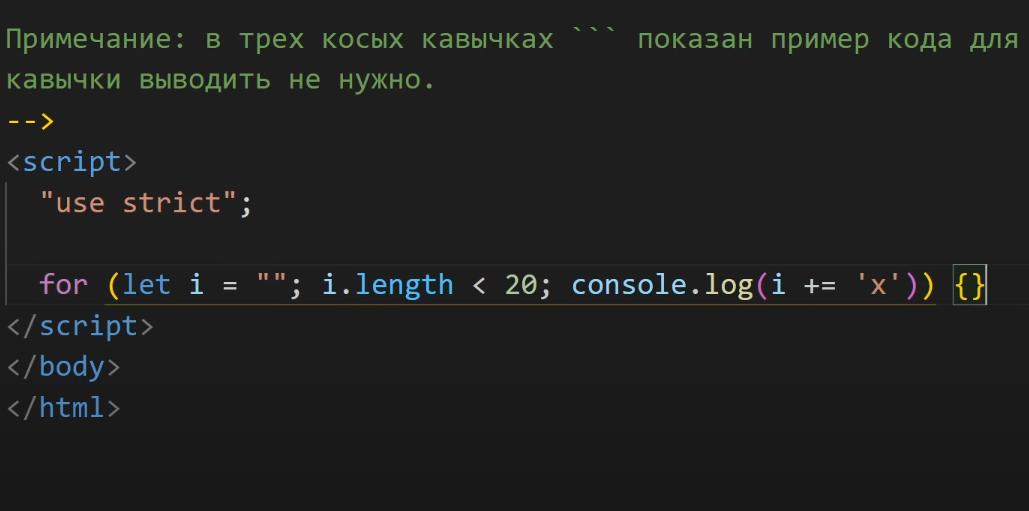 Примечание: в трех косых кавычках ``` показан пример кода для
кавычки выводить не нужно.
-->
<script>
"use strict";
for (let i = ""; i.length < 20; console.log(i += 'x')) {}
</script>
</body>
</html>